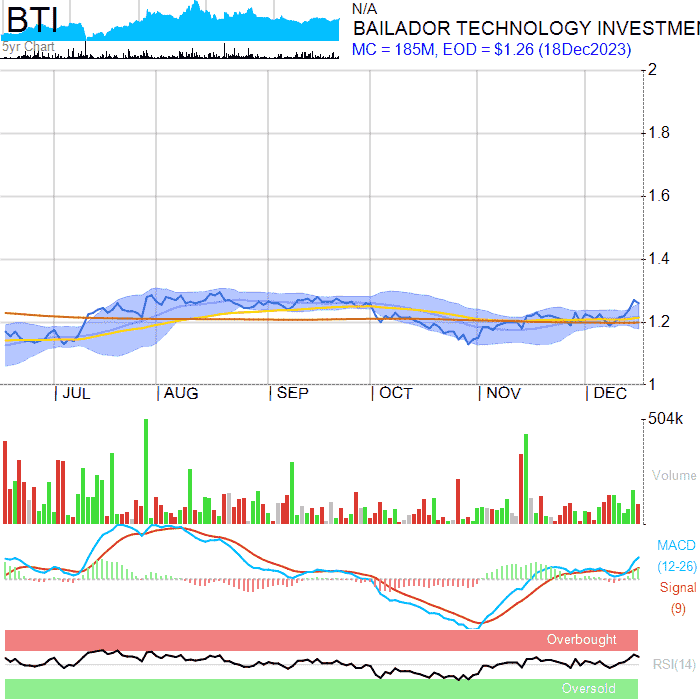 BTI
5yr Chart
N/A
BAILADOR TECHNOLOGY INVESTMEN
MC = 185M, EOD = $1.26 (18Dec2023)
2
1.8
1.6
1.4
1.2
1
JUL AUG SEP OCT NOV DEC
504k
Volume
MACD
(12-26)
Signal
(9)
Overbought
RSI(14)
Oversold